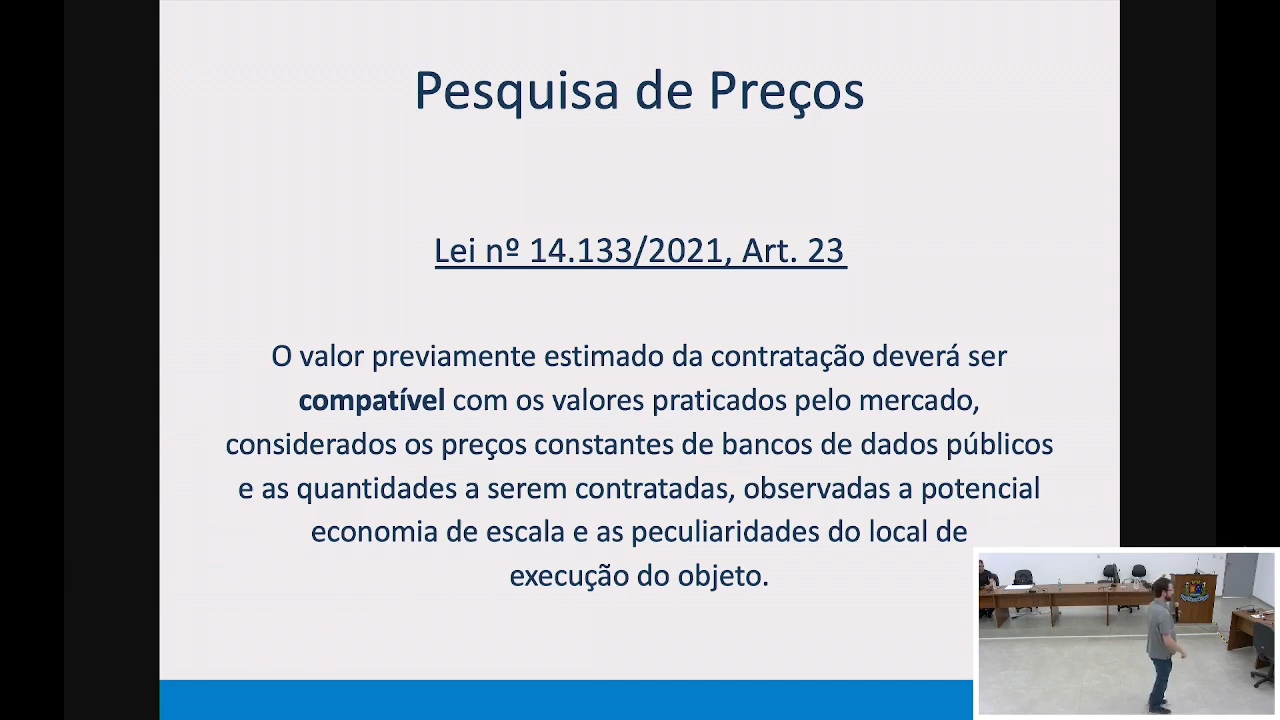 Pesquisa de Preços
Lei nº 14.133/2021, Art. 23
O valor previamente estimado da contratação deverá ser
compatível com os valores praticados pelo mercado,
considerados os preços constantes de bancos de dados públicos
e as quantidades a serem contratadas, observadas a potencial
economia de escala e as peculiaridades do local de
execução do objeto.